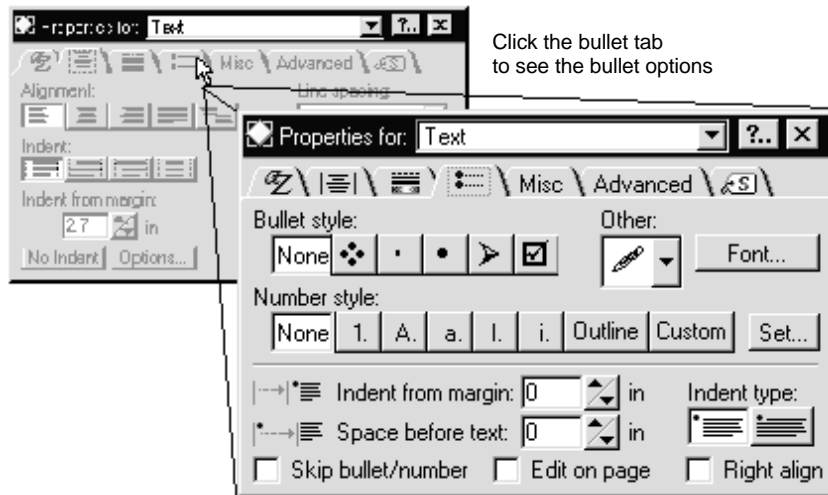 Properties for: Text ?..
Click the bullet tab
to see the bullet options
Misc Advanced S
Alignment: Line spacing
Indent:
Indent from margin:
2.7 in
No Indent Options...
Properties for: Text ?..
Misc Advanced S
Bullet style: Other:
None Font...
Number style:
None 1. A. a. I. i. Outline Custom Set...
Indent from margin: 0 in Indent type:
Space before text: 0 in
Skip bullet/number Edit on page Right align